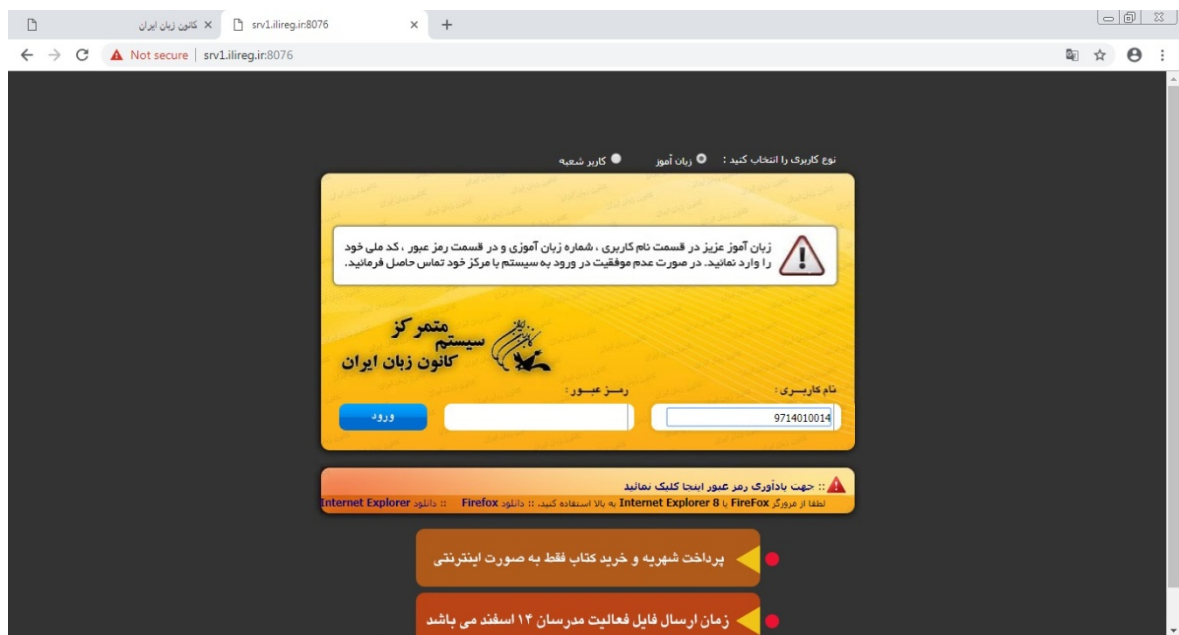 کانون زبان ایران
srv1.ilireg.ir:8076
Not secure | srv1.ilireg.ir:8076
نوع کاربری را انتخاب کنید : زبان آموز کاربر شعبه
زبان آموز عزیز در قسمت نام کاربری ، شماره زبان آموزی و در قسمت رمز عبور ، کد ملی خود
را وارد نمائید. در صورت عدم موفقیت در ورود به سیستم با مرکز خود تماس حاصل فرمائید.
سیستم متمرکز
کانون زبان ایران
نام کاربـــری :
رمــز عبــور :
9714010014
ورود
:: جهت یادآوری رمز عبور اینجا کلیک نمائید
لطفا از مرورگر FireFox یا Internet Explorer 8 به بالا استفاده کنید. :: دانلود Firefox :: دانلود Internet Explorer
پرداخت شهریه و خرید کتاب فقط به صورت اینترنتی
زمان ارسال فایل فعالیت مدرسان ۱۴ اسفند می باشد